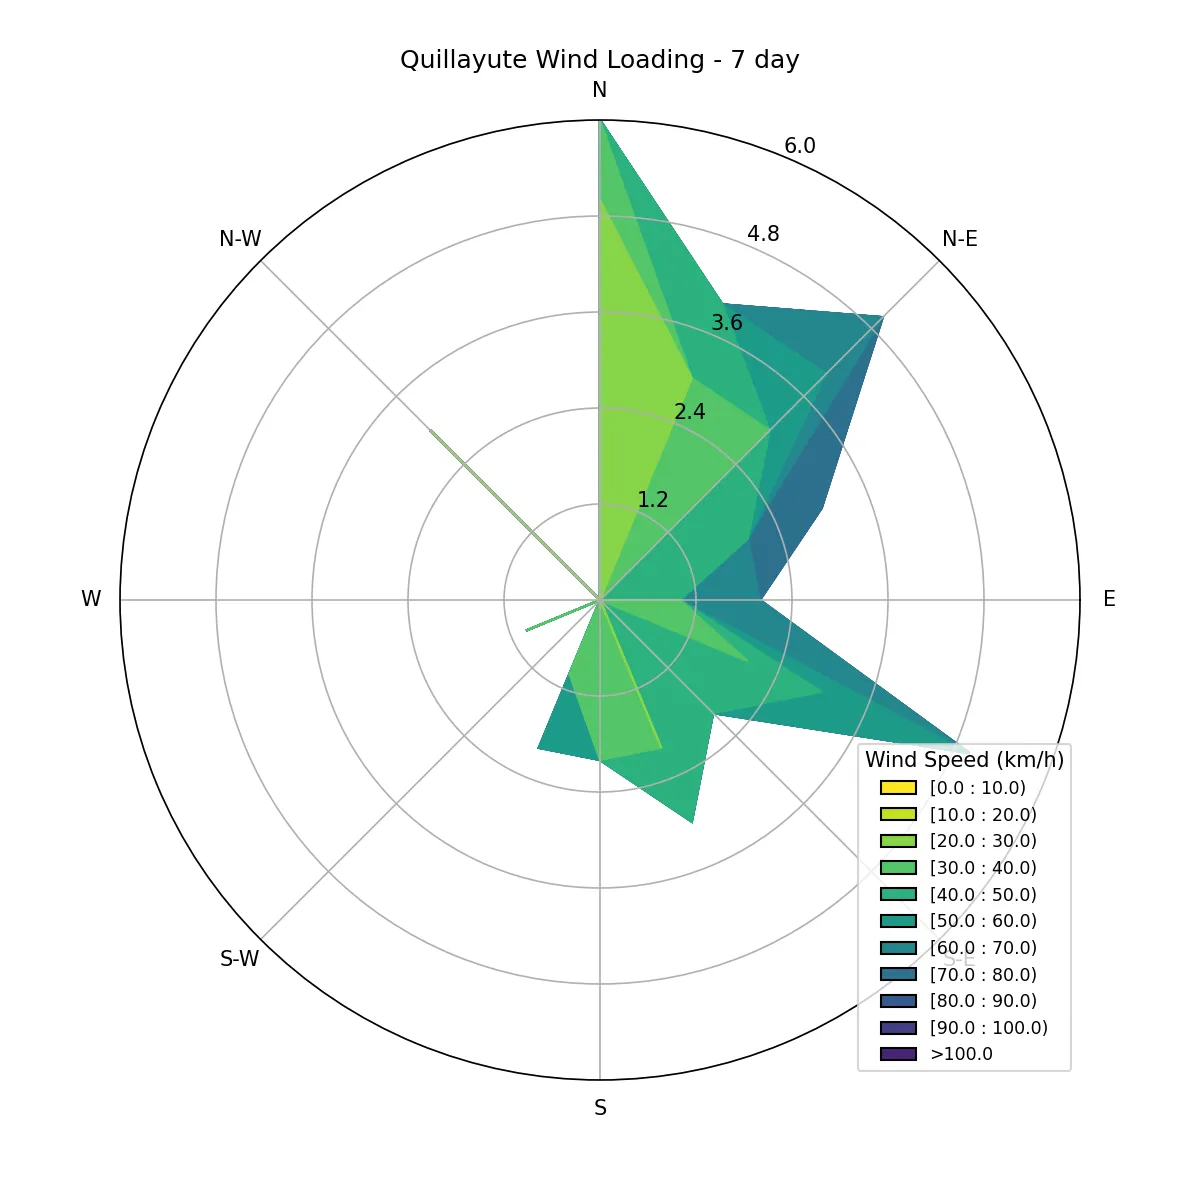 Quillayute Wind Loading - 7 day
N
6.0
N-W
4.8
N-E
3.6
2.4
1.2
W
E
Wind Speed (km/h)
[0.0 : 10.0)
[10.0 : 20.0)
[20.0 : 30.0)
[30.0 : 40.0)
[40.0 : 50.0)
[50.0 : 60.0)
[60.0 : 70.0)
[70.0 : 80.0)
[80.0 : 90.0)
[90.0 : 100.0)
>100.0
S-W
S-E
S